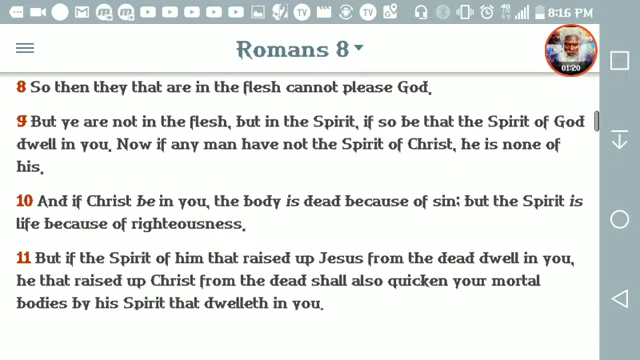 8:16 PM
Romans 8
01:20
8 So then they that are in the flesh cannot please God.
9 But ye are not in the flesh, but in the Spirit, if so be that the Spirit of God
dwell in you. Now if any man have not the Spirit of Christ, he is none of
his.
10 And if Christ be in you, the body is dead because of sin; but the Spirit is
life because of righteousness.
11 But if the Spirit of him that raised up Jesus from the dead dwell in you,
he that raised up Christ from the dead shall also quicken your mortal
bodies by his Spirit that dwelleth in you.